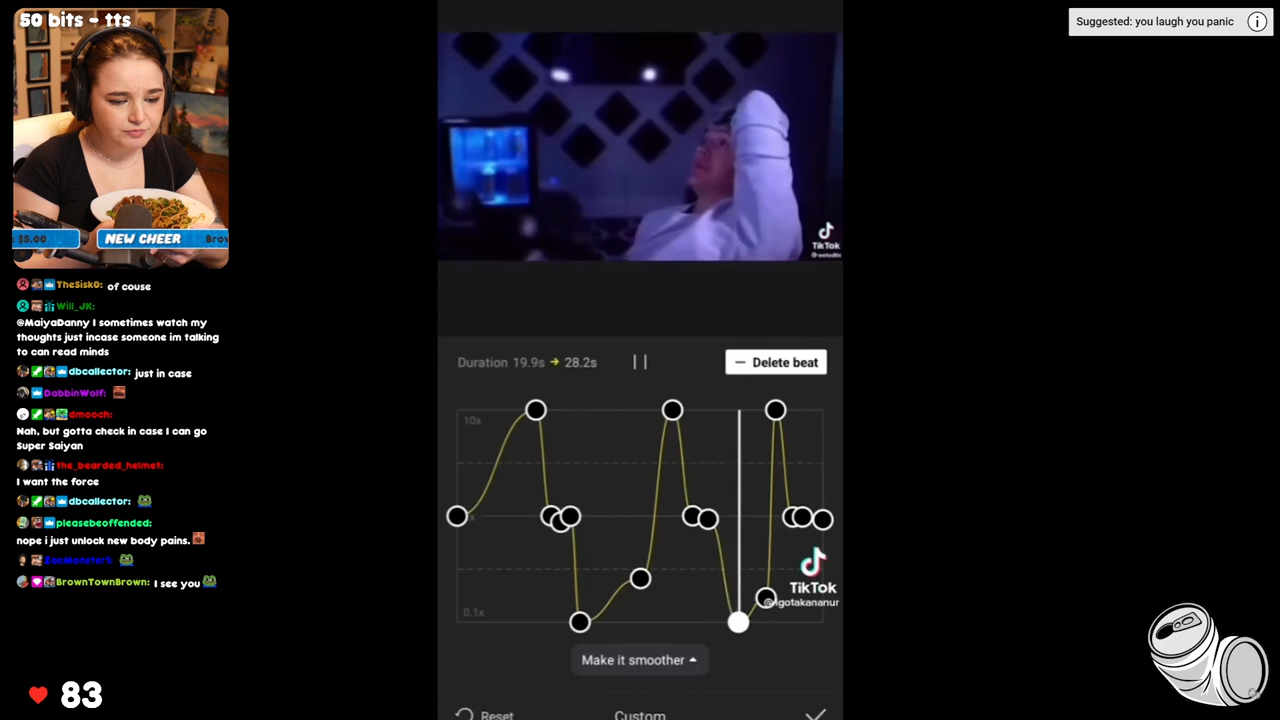 50 bits - tts
: $5.00
NEW CHEER
Brow
TheSisk0: of couse
Will_JK:
@MaiyaDanny I sometimes watch my
thoughts just incase someone im talking
to can read minds
dbcallector: just in case
DabbinWolf:
dmooch:
Nah, but gotta check in case I can go
Super Saiyan
the_bearded_helmet:
I want the force
dbcallector:
pleasebeoffended:
nope i just unlock new body pains.
BrownTownBrown: I see you
83
Suggested: you laugh you panic
TikTok
Duration 19.9s → 28.2s
Delete beat
10x
0.1x
TikTok
@igotakananur
Make it smoother
Reset
Custom